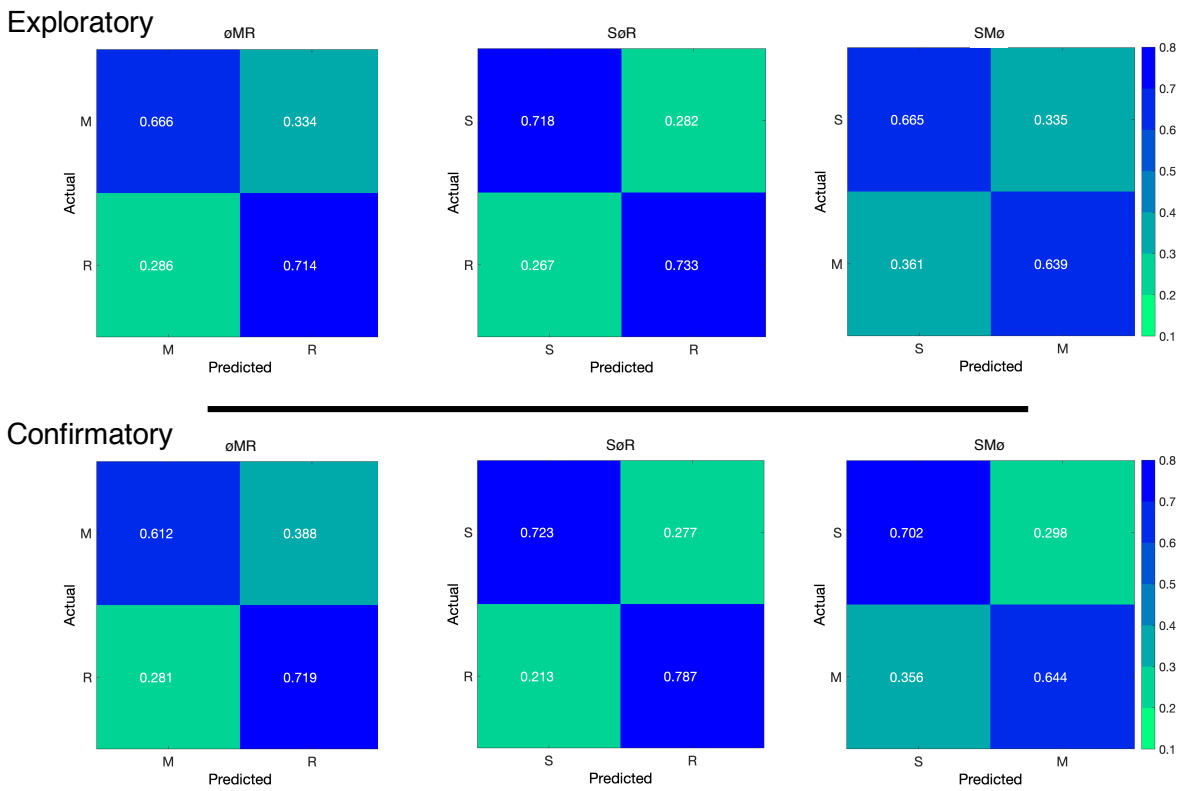 Exploratory
øMR
SøR
SMø
M 0.666 0.334
R 0.286 0.714
Actual
M R
Predicted
S 0.718 0.282
R 0.267 0.733
Actual
S R
Predicted
S 0.665 0.335
M 0.361 0.639
Actual
S M
Predicted
0.8
0.7
0.6
0.5
0.4
0.3
0.2
0.1
Confirmatory
øMR
SøR
SMø
M 0.612 0.388
R 0.281 0.719
Actual
M R
Predicted
S 0.723 0.277
R 0.213 0.787
Actual
S R
Predicted
S 0.702 0.298
M 0.356 0.644
Actual
S M
Predicted
0.8
0.7
0.6
0.5
0.4
0.3
0.2
0.1